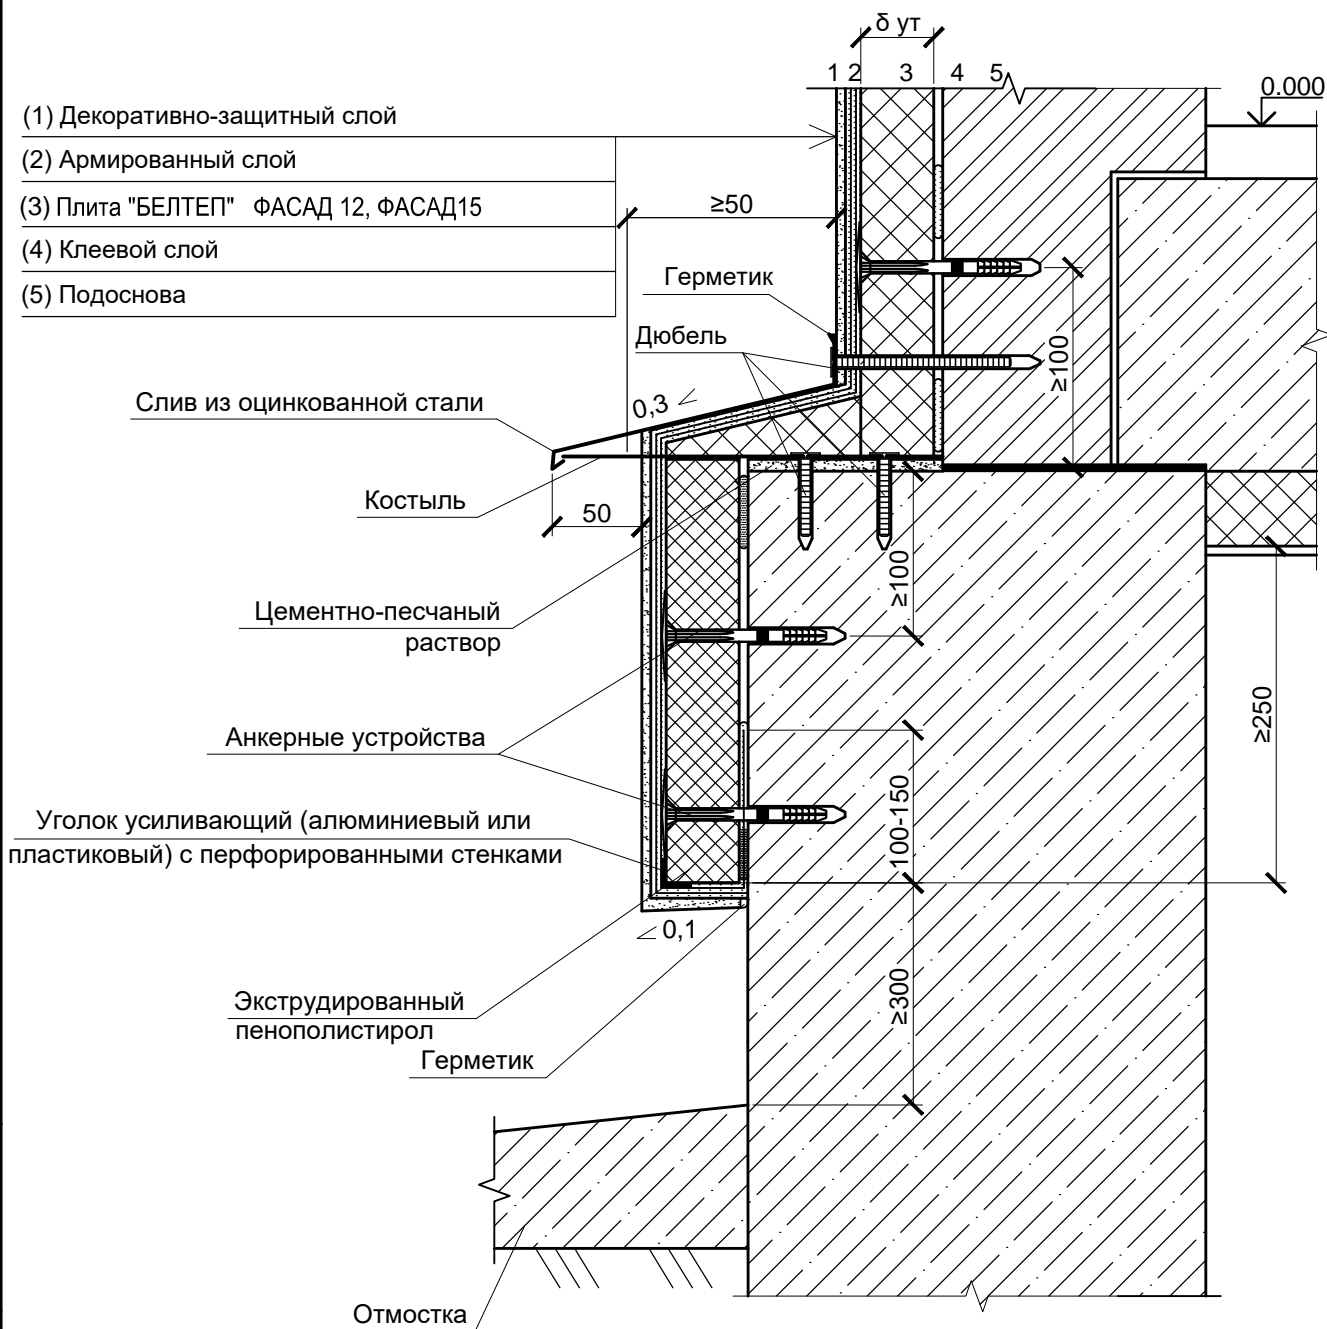 δ ут
1 2 3 4 5
0.000
(1) Декоративно-защитный слой
(2) Армированный слой
(3) Плита "БЕЛТЕП" ФАСАД 12, ФАСАД15
(4) Клеевой слой
(5) Подоснова
≥50
Герметик
Дюбель
≥100
Слив из оцинкованной стали
0,3
Костыль
50
≥100
Цементно-песчаный
раствор
≥250
Анкерные устройства
100-150
Уголок усиливающий (алюминиевый или
пластиковый) с перфорированными стенками
0,1
≥300
Экструдированный
пенополистирол
Герметик
Отмостка